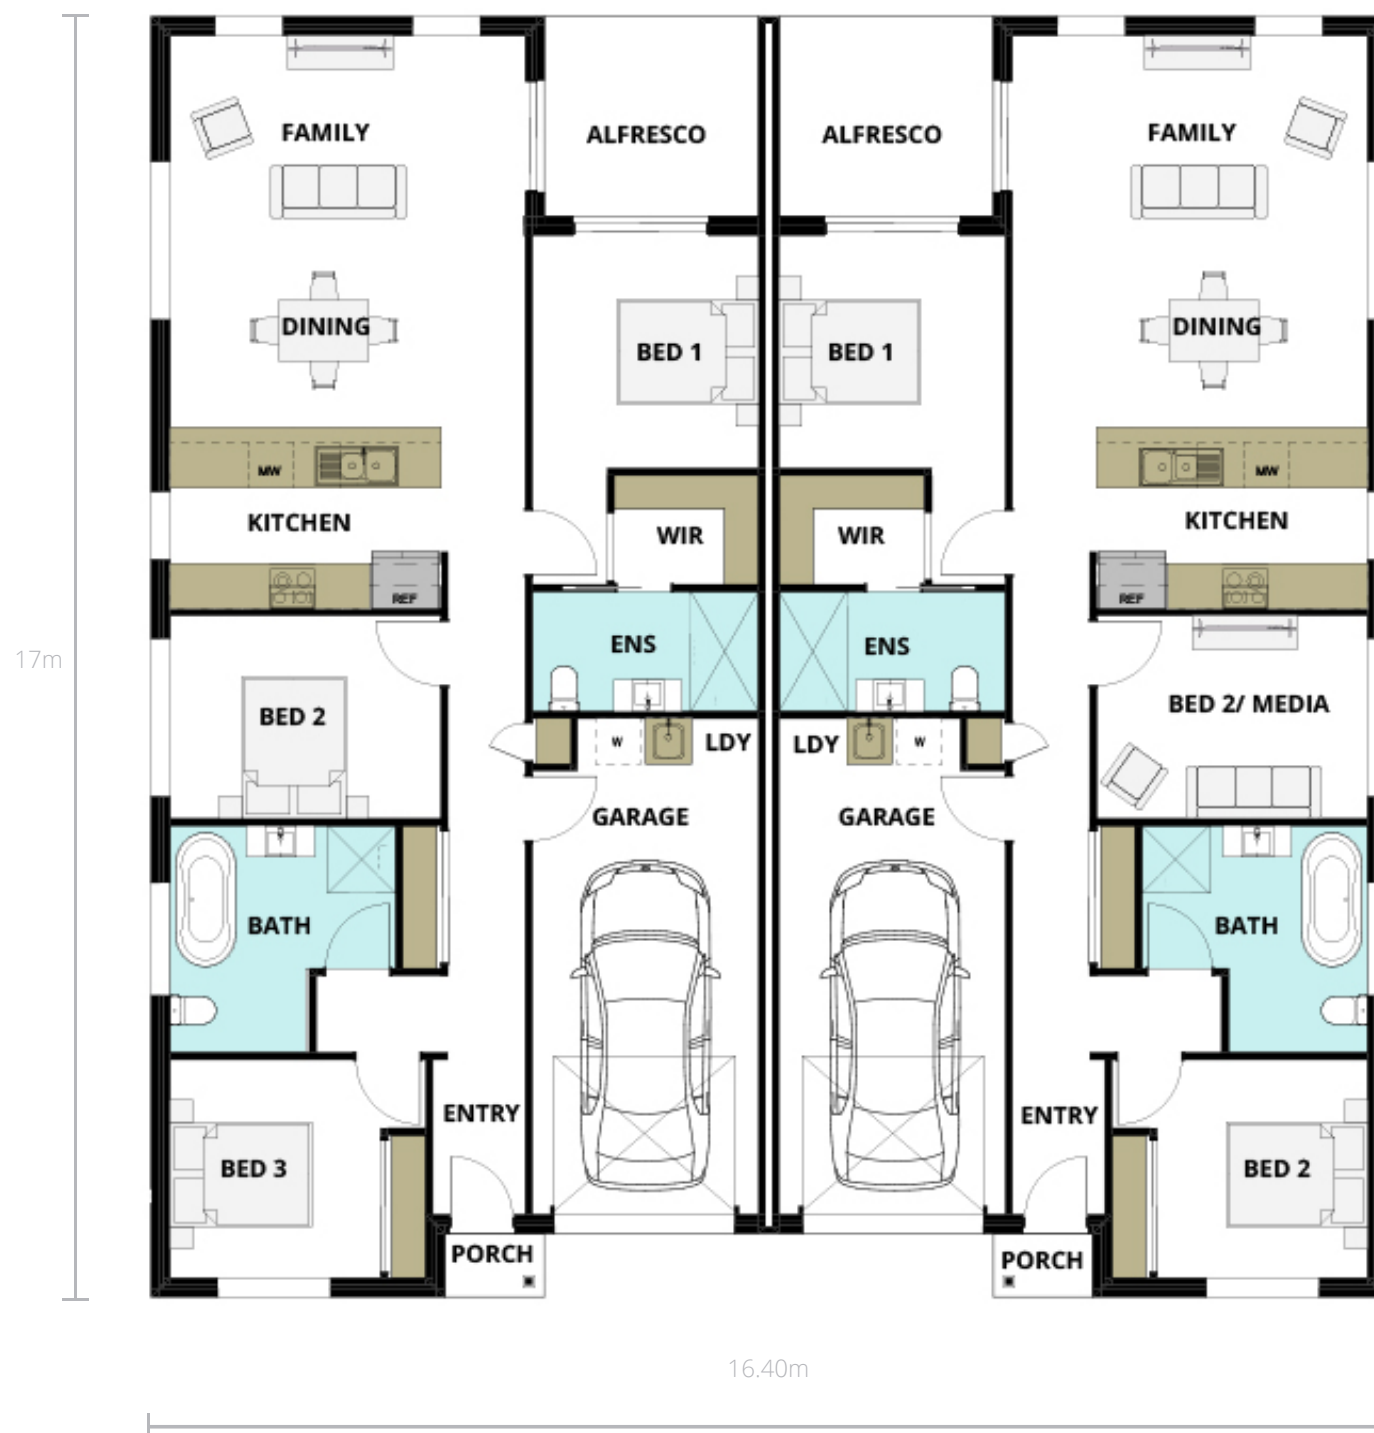 FAMILY
ALFRESCO
ALFRESCO
FAMILY
DINING
BED 1
BED 1
DINING
MW
MW
KITCHEN
WIR
WIR
KITCHEN
REF
REF
ENS
ENS
17m
BED 2
BED 2/ MEDIA
W
LDY
LDY
W
GARAGE
GARAGE
BATH
BATH
ENTRY
ENTRY
BED 3
BED 2
PORCH
PORCH
16.40m